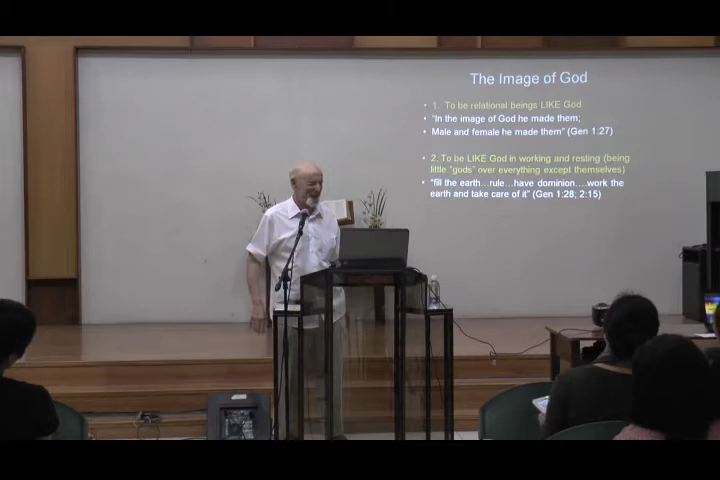 The Image of God
• 1. To be relational beings LIKE God
• "In the image of God he made them;
• Male and female he made them" (Gen 1:27)
• 2. To be LIKE God in working and resting (being
little "gods" over everything except themselves)
• "fill the earth…rule…have dominion….work the
earth and take care of it" (Gen 1:28; 2:15)